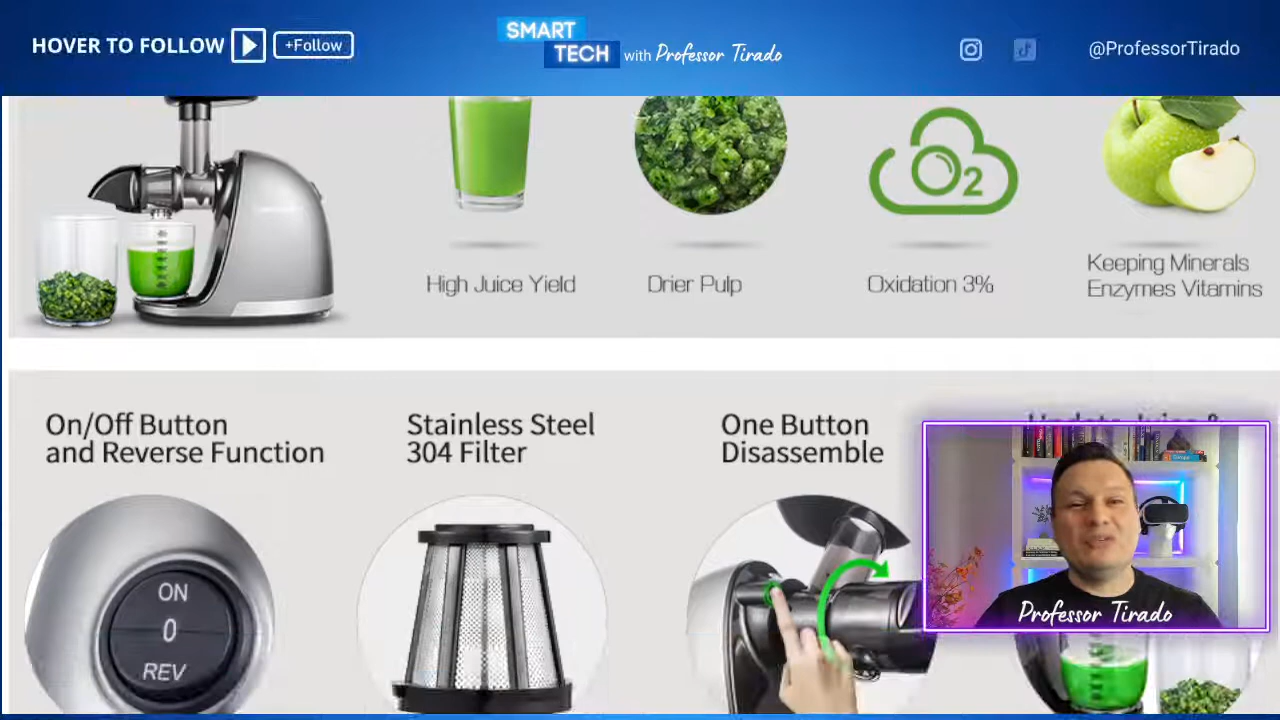 HOVER TO FOLLOW
+Follow
SMART
TECH with Professor Tirado
@ProfessorTirado
O2
High Juice Yield
Drier Pulp
Oxidation 3%
Keeping Minerals
Enzymes Vitamins
On/Off Button
and Reverse Function
Stainless Steel
304 Filter
One Button
Disassemble
ON
0
REV
Professor Tirado